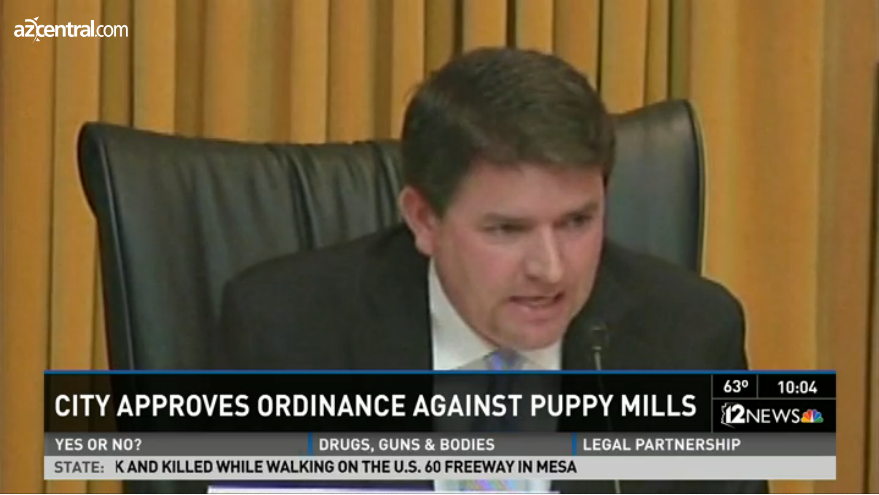 azcentral.com
63º 10:04
CITY APPROVES ORDINANCE AGAINST PUPPY MILLS
12NEWS
YES OR NO? DRUGS, GUNS & BODIES LEGAL PARTNERSHIP
STATE: K AND KILLED WHILE WALKING ON THE U.S. 60 FREEWAY IN MESA